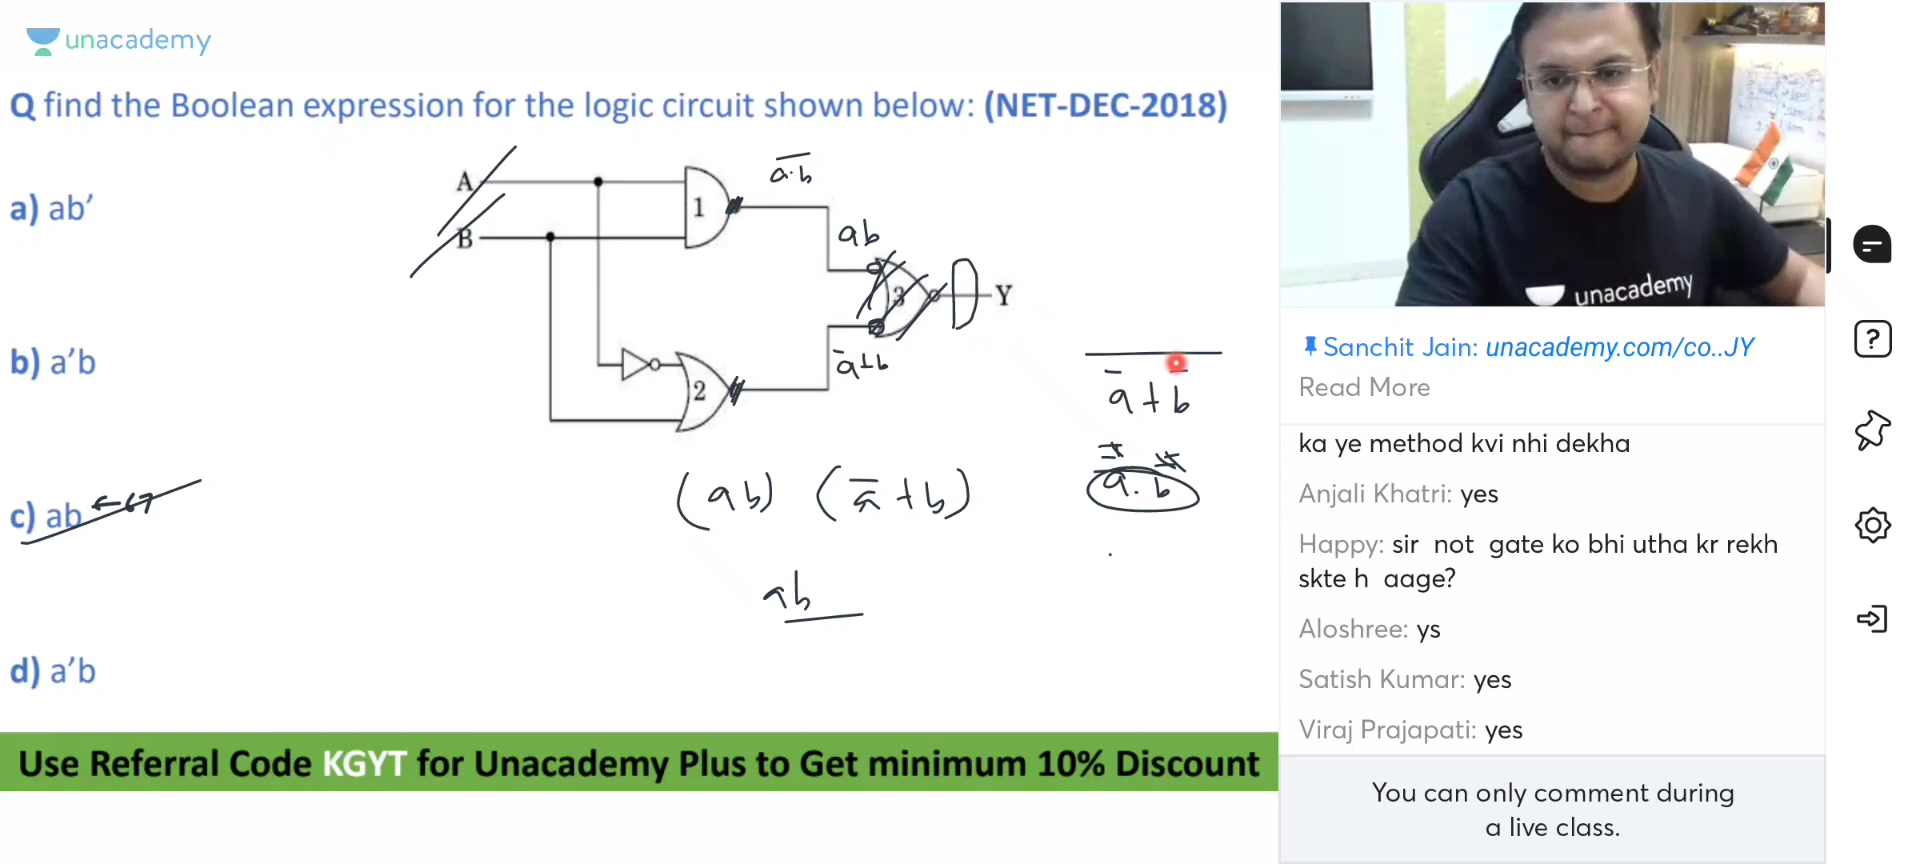 unacademy
Q find the Boolean expression for the logic circuit shown below: (NET-DEC-2018)
a) ab′
b) a′b
c) ab
d) a′b
A
B
1
2
3
Y
a̅·̅b̅
ab
a̅+b
(ab) (a̅+b)
ab
a̅+b̅
a·b
Use Referral Code KGYT for Unacademy Plus to Get minimum 10% Discount
unacademy
Sanchit Jain: unacademy.com/co..JY
Read More
ka ye method kvi nhi dekha
Anjali Khatri: yes
Happy: sir not gate ko bhi utha kr rekh
skte h aage?
Aloshree: ys
Satish Kumar: yes
Viraj Prajapati: yes
You can only comment during
a live class.